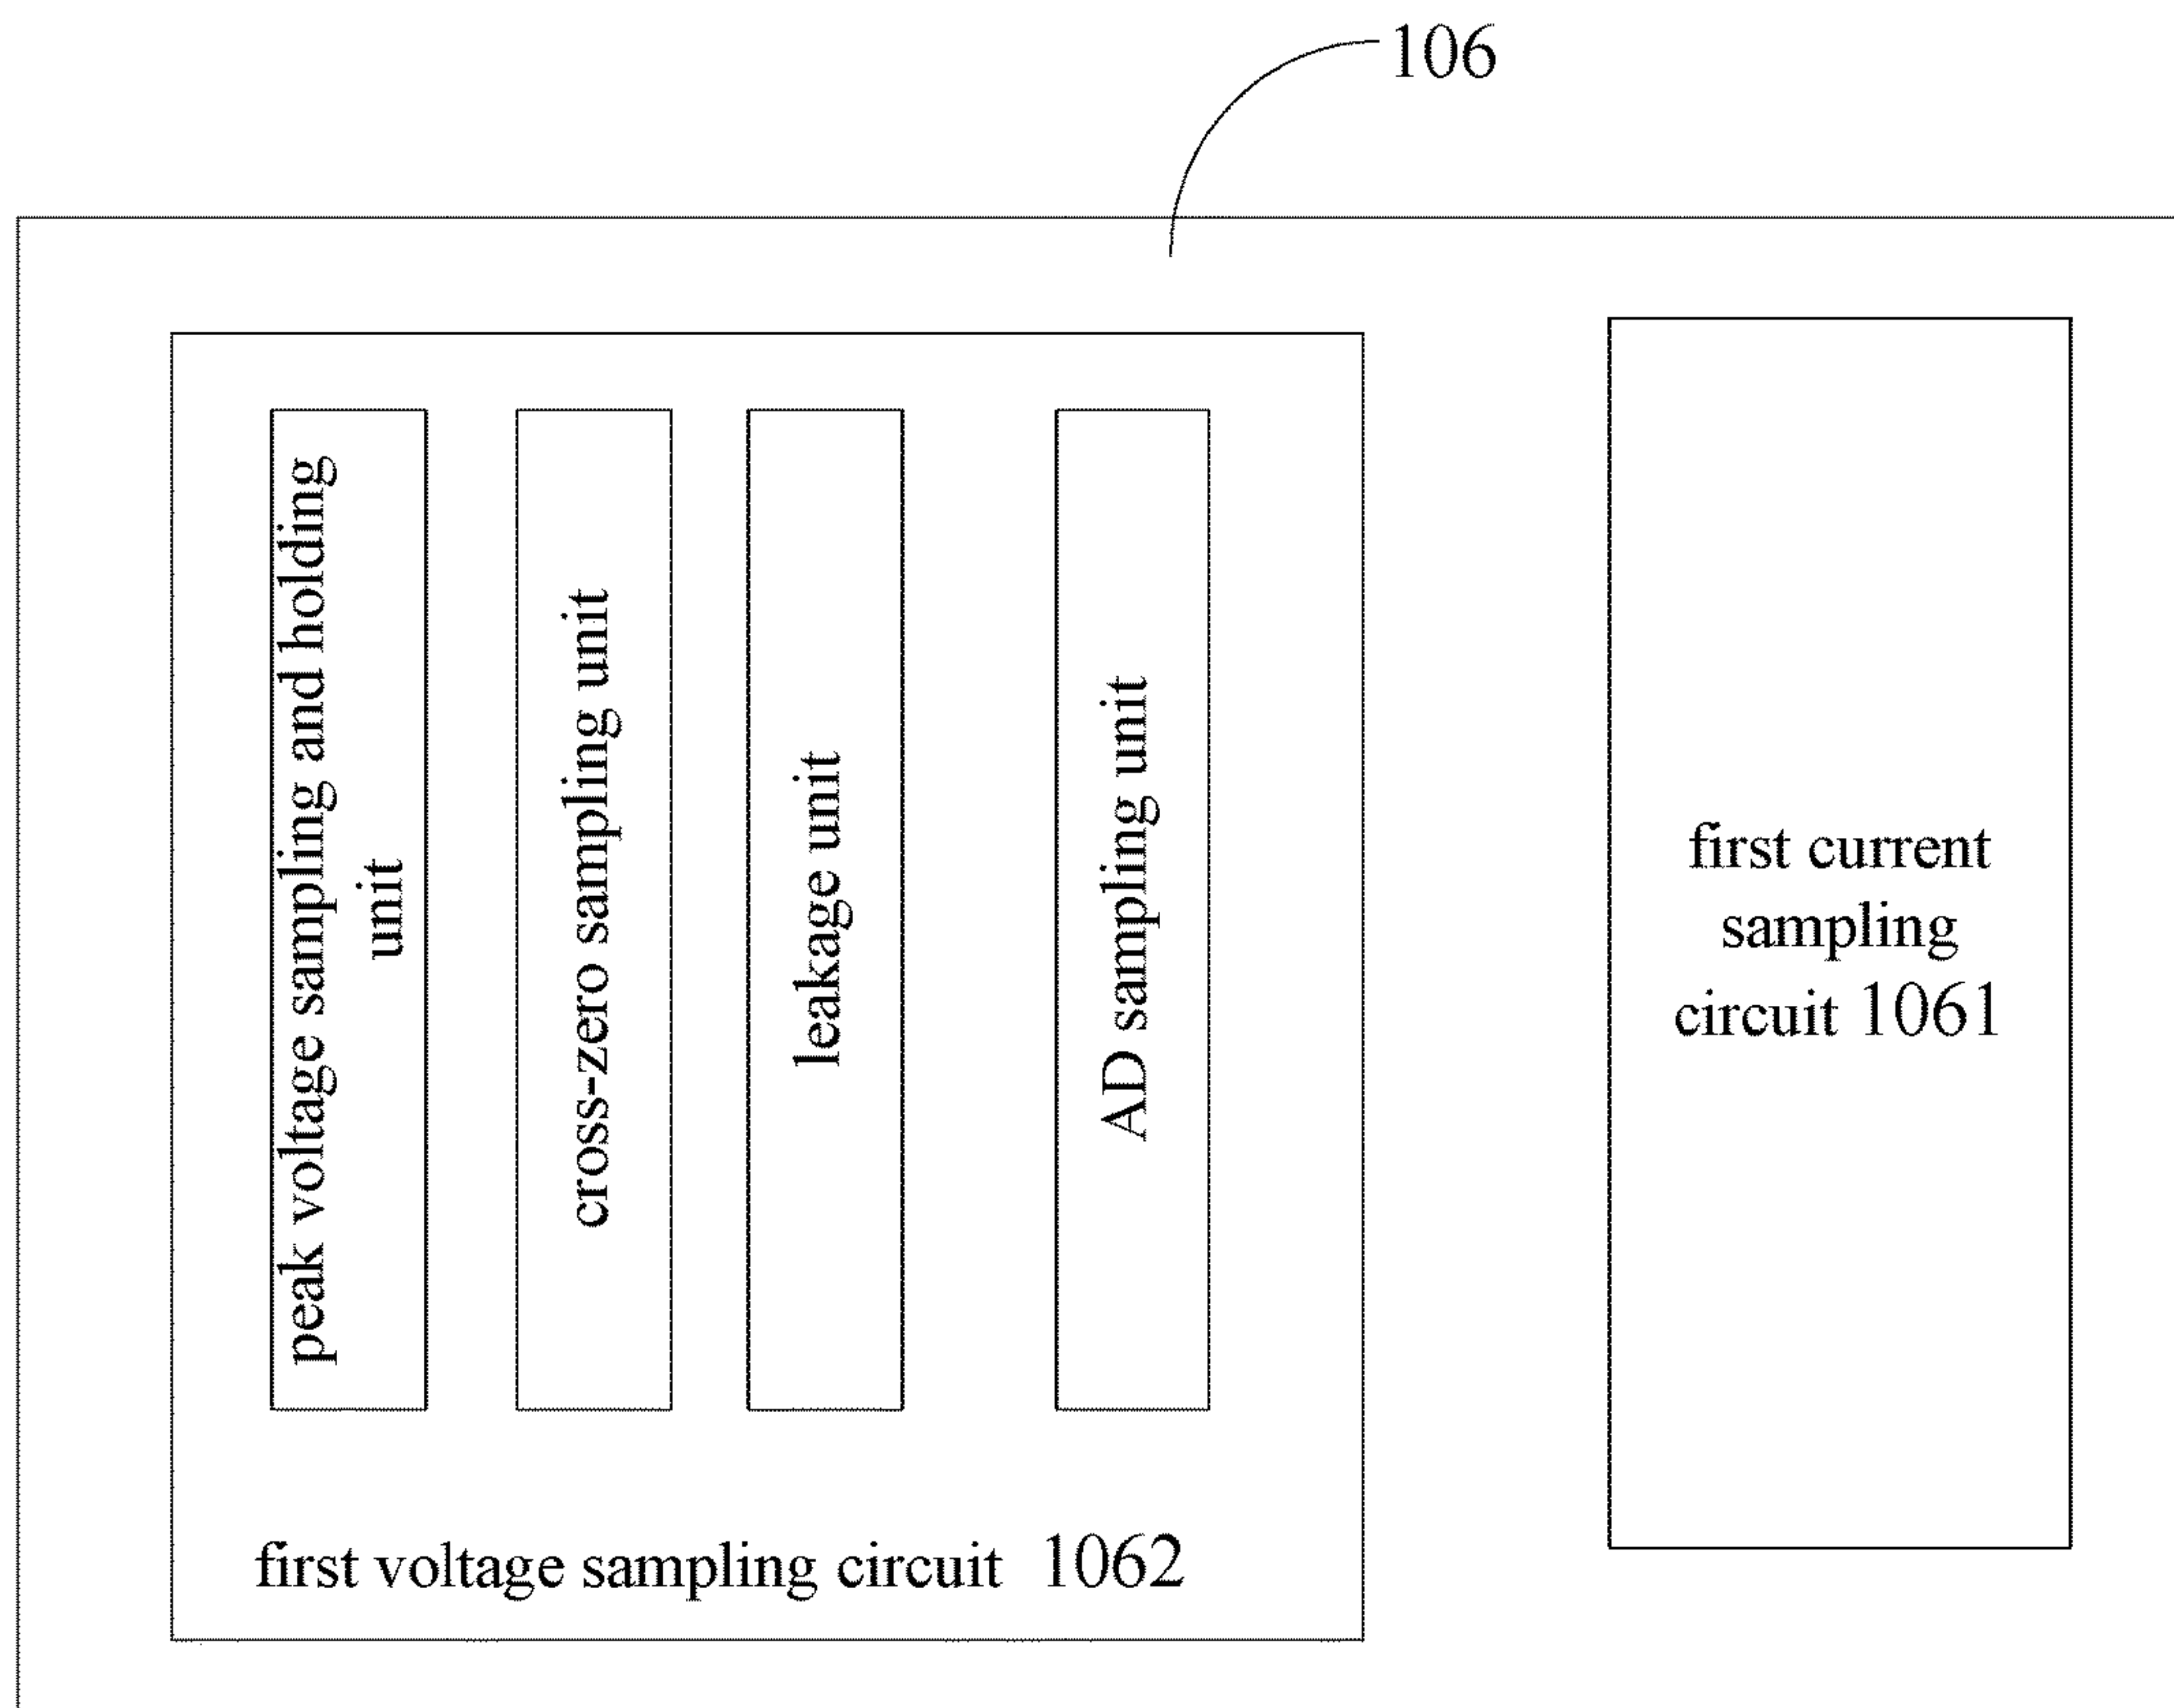 106
peak voltage sampling and holding
unit
cross-zero sampling unit
leakage unit
AD sampling unit
first current
sampling
circuit 1061
first voltage sampling circuit 1062